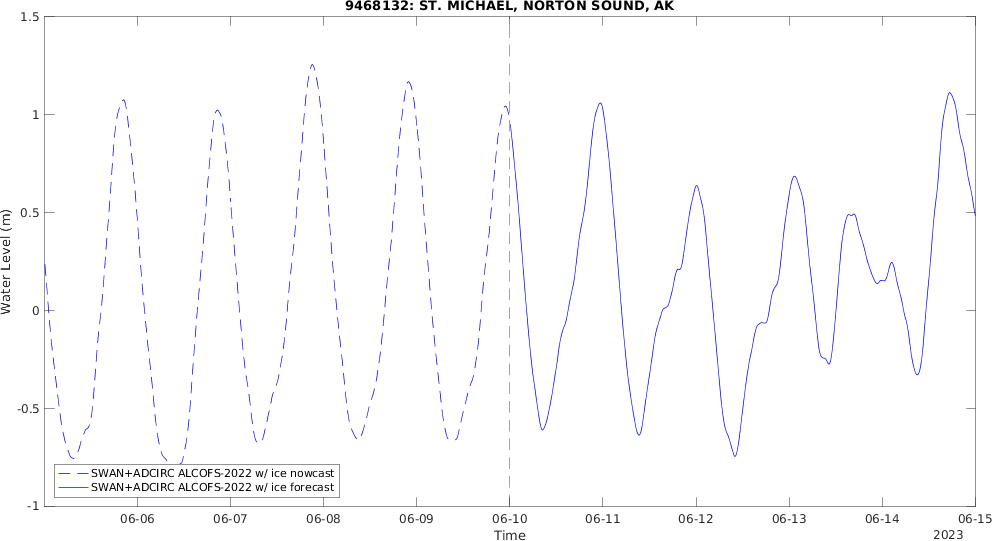 9468132: ST. MICHAEL, NORTON SOUND, AK
1.5
1
0.5
0
-0.5
-1
Water Level (m)
SWAN+ADCIRC ALCOFS-2022 w/ ice nowcast
SWAN+ADCIRC ALCOFS-2022 w/ ice forecast
06-06 06-07 06-08 06-09 06-10 06-11 06-12 06-13 06-14 06-15
Time
2023